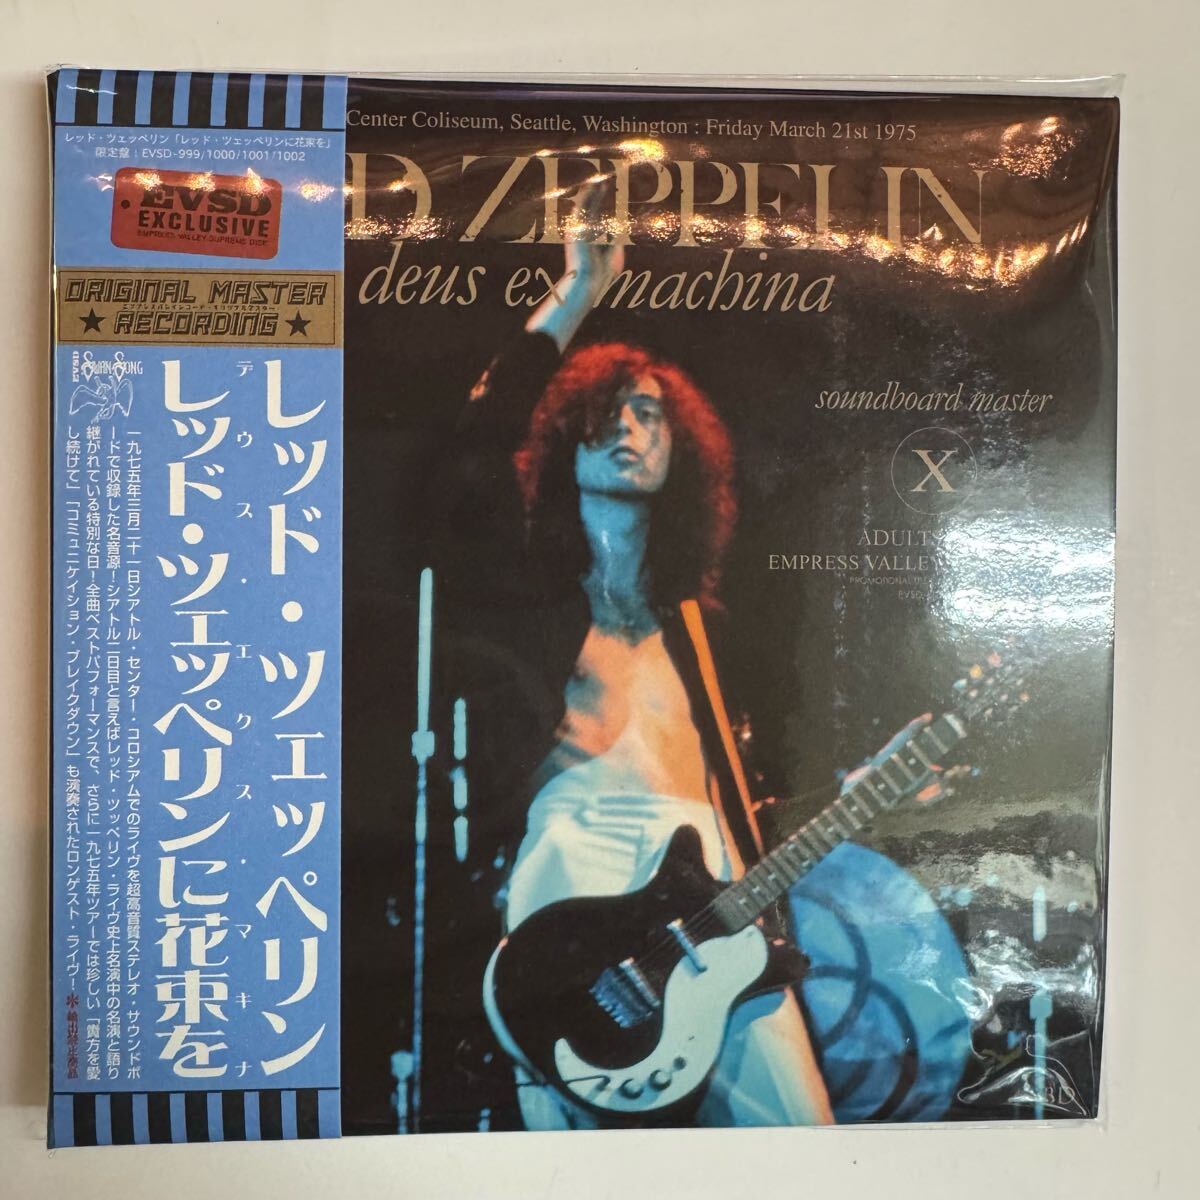 レッド・ツェッペリン「レッド・ツェッペリンに花束を」
限定盤：EVSD-999/1000/1001/1002
EVSD
EXCLUSIVE
EMPRESS VALLEY SUPREME DISC
ORIGINAL MASTER
★ RECORDING ★
SWAN SONG
EVSD
レッド・ツェッペリン
デウス・エクス・マキナ
レッド・ツェッペリンに花束を
一九七五年三月二十一日シアトル・センター・コロシアムでのライヴを超高音質ステレオ・サウンドボ
ードで収録した名音源！シアトル二日目と言えばレッド・ツッペリン・ライヴ史上名演中の名演と語り
継がれている特別な日！全曲ベストパフォーマンスで、さらに一九七五年ツアーでは珍しい「貴方を愛
し続けて」「コミュニケイション・ブレイクダウン」も演奏されたロンゲスト・ライヴ！
Center Coliseum, Seattle, Washington : Friday March 21st 1975
D ZEPPELIN
deus ex machina
soundboard master
X
ADULTS
EMPRESS VALLEY
PROMOTIONAL
EVSD